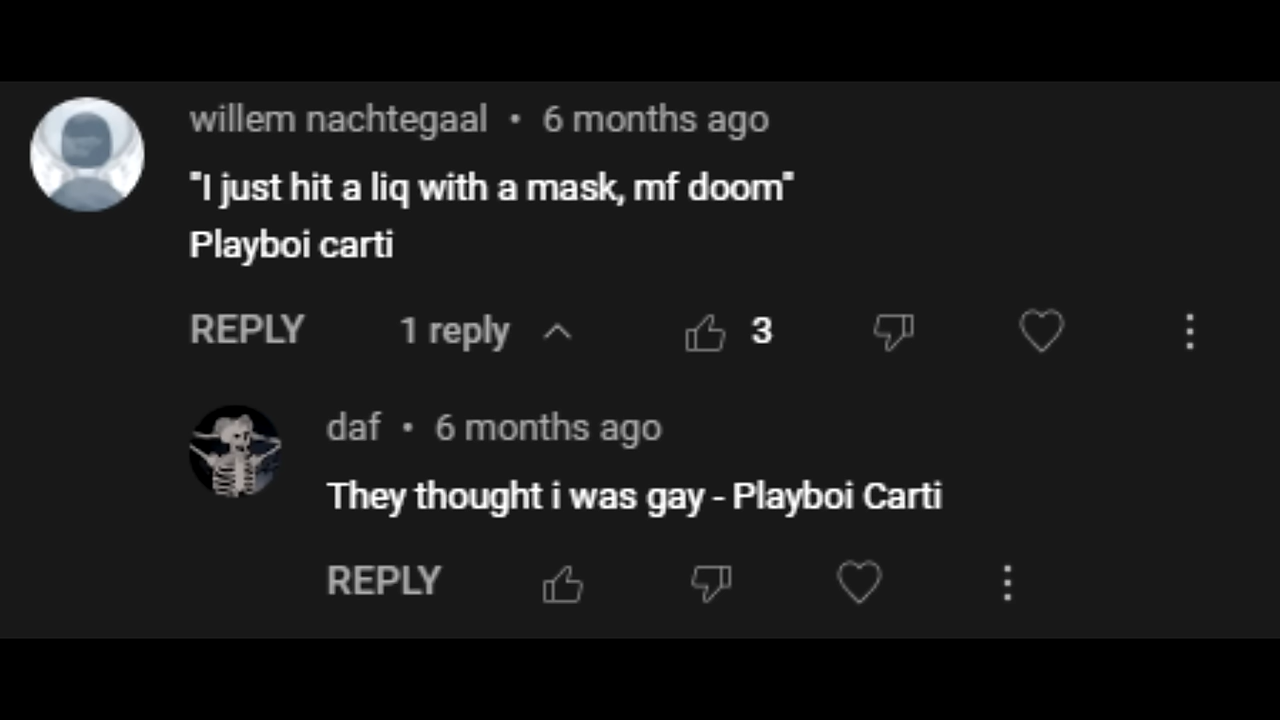 willem nachtegaal • 6 months ago
"I just hit a liq with a mask, mf doom"
Playboi carti
REPLY 1 reply 3
daf • 6 months ago
They thought i was gay - Playboi Carti
REPLY